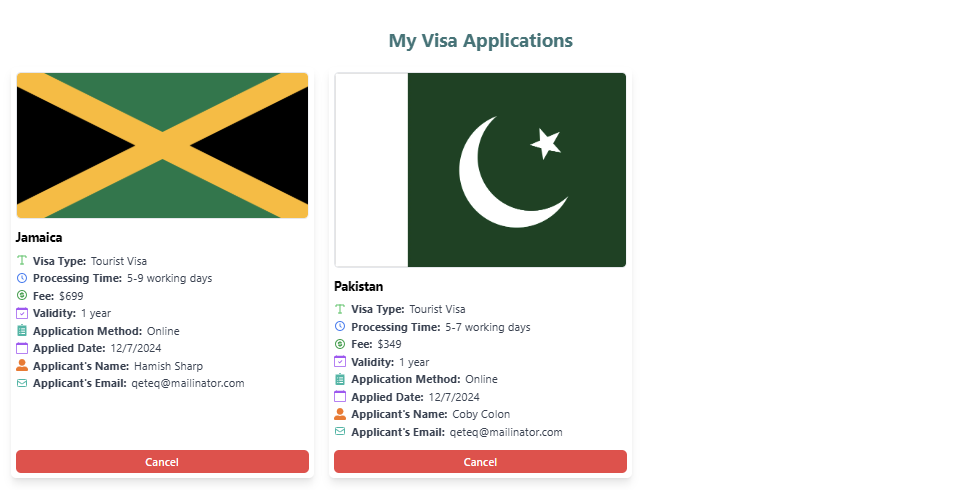 My Visa Applications
Jamaica
Visa Type: Tourist Visa
Processing Time: 5-9 working days
Fee: $699
Validity: 1 year
Application Method: Online
Applied Date: 12/7/2024
Applicant's Name: Hamish Sharp
Applicant's Email: qeteq@mailinator.com
Cancel
Pakistan
Visa Type: Tourist Visa
Processing Time: 5-7 working days
Fee: $349
Validity: 1 year
Application Method: Online
Applied Date: 12/7/2024
Applicant's Name: Coby Colon
Applicant's Email: qeteq@mailinator.com
Cancel